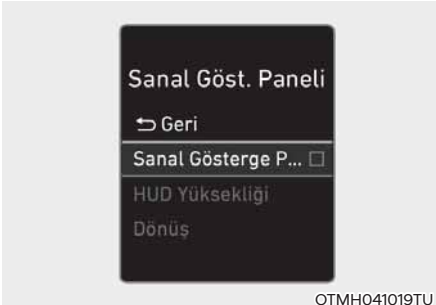 Sanal Göst. Paneli
Geri
Sanal Gösterge P...
HUD Yüksekliği
Dönüş
OTMH041019TU